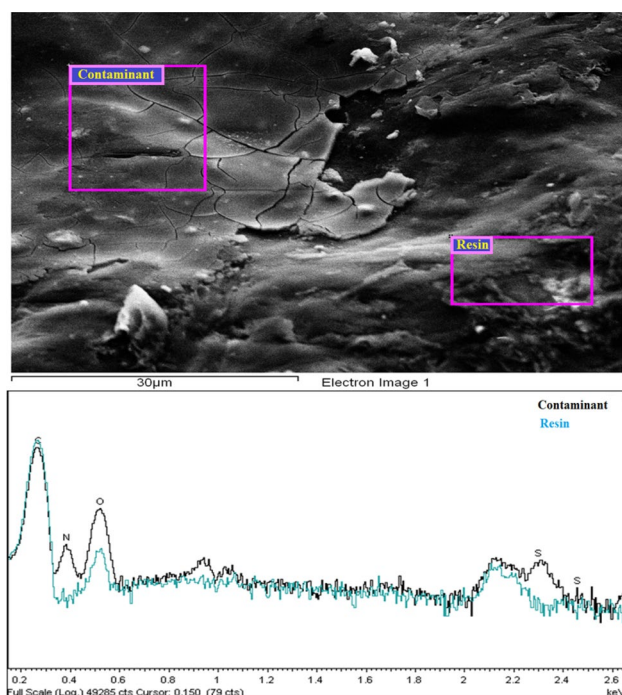 Contaminant
Resin
30µm
Electron Image 1
Contaminant
Resin
C
N
O
S
S
0.2
0.4
0.6
0.8
1
1.2
1.4
1.6
1.8
2
2.2
2.4
2.6
Full Scale (Log.) 49285 cts Cursor: 0.150 (79 cts)
keV